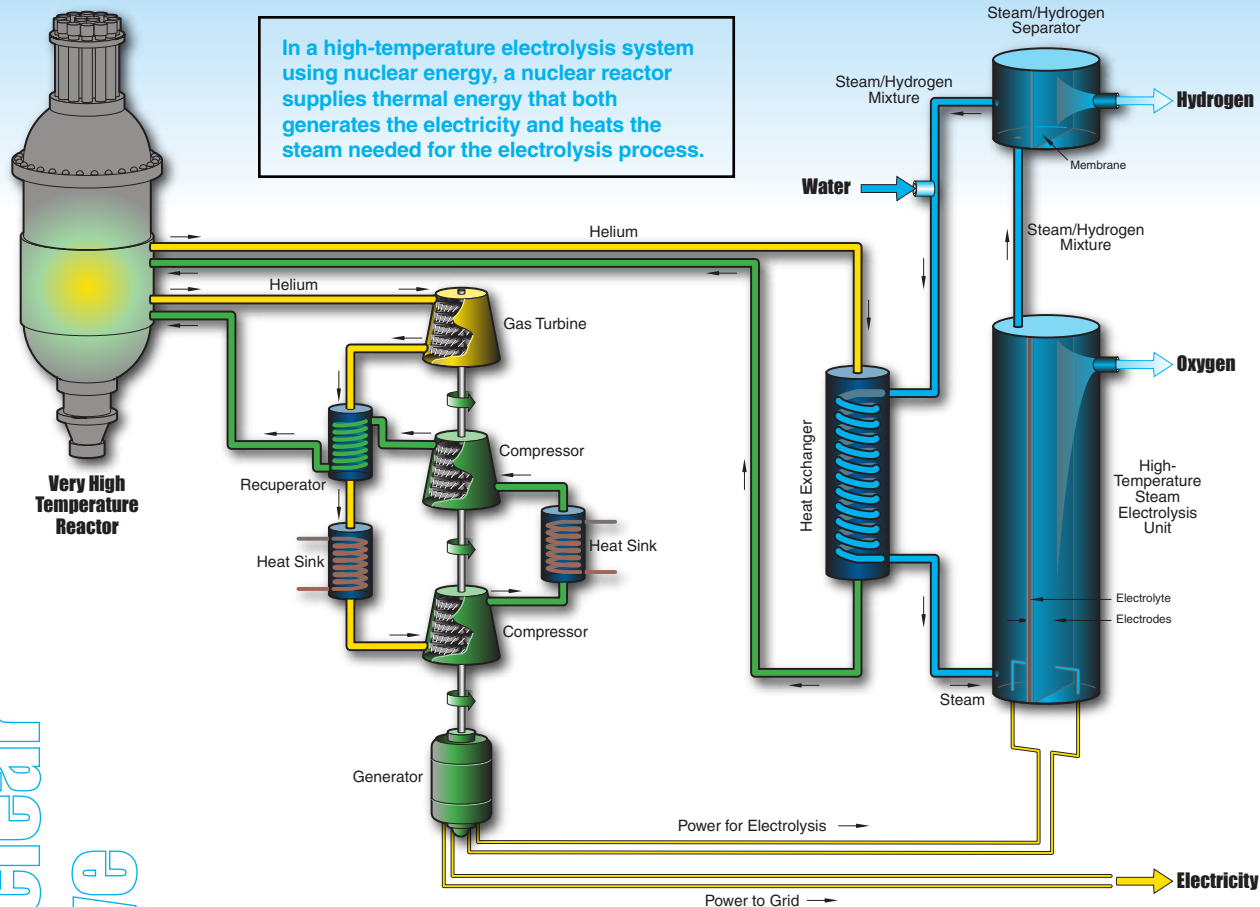 Steam/Hydrogen
Separator
In a high-temperature electrolysis system
using nuclear energy, a nuclear reactor
supplies thermal energy that both
generates the electricity and heats the
steam needed for the electrolysis process.
Steam/Hydrogen
Mixture
Hydrogen
Membrane
Water
Helium
Steam/Hydrogen
Mixture
Helium
Gas Turbine
Oxygen
Compressor
Recuperator
Very High
Temperature
Reactor
Heat Exchanger
High-
Temperature
Steam
Electrolysis
Unit
Heat Sink
Heat Sink
Electrolyte
Electrodes
Compressor
Steam
Generator
Power for Electrolysis
Electricity
Power to Grid